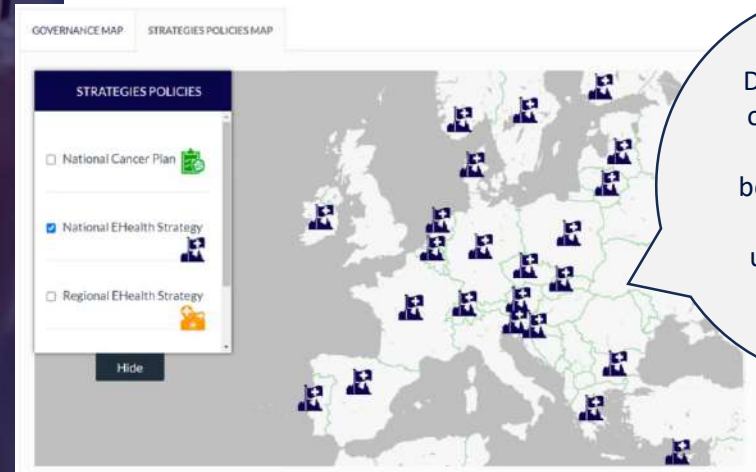 GOVERNANCE MAP
STRATEGIES POLICIES MAP
STRATEGIES POLICIES
National Cancer Plan
National EHealth Strategy
Regional EHealth Strategy
Hide